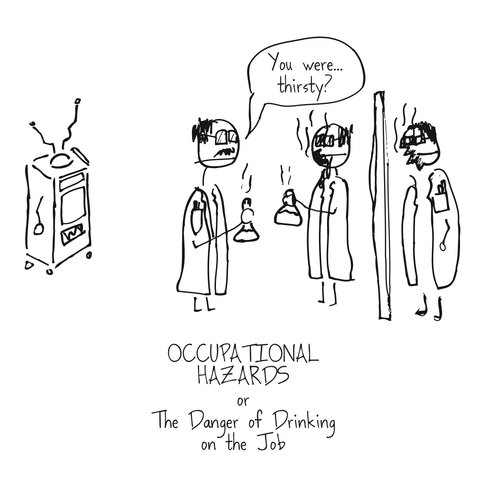 You were...
thirsty?
OCCUPATIONAL
HAZARDS
or
The Danger of Drinking
on the Job